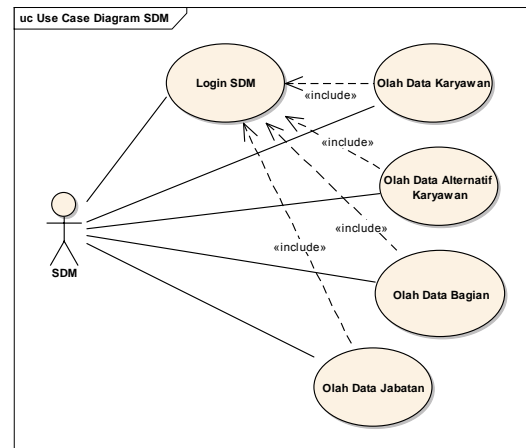 uc Use Case Diagram SDM
Login SDM
Olah Data Karyawan
«include»
«include»
Olah Data Alternatif
Karyawan
«include»
«include»
SDM
Olah Data Bagian
Olah Data Jabatan